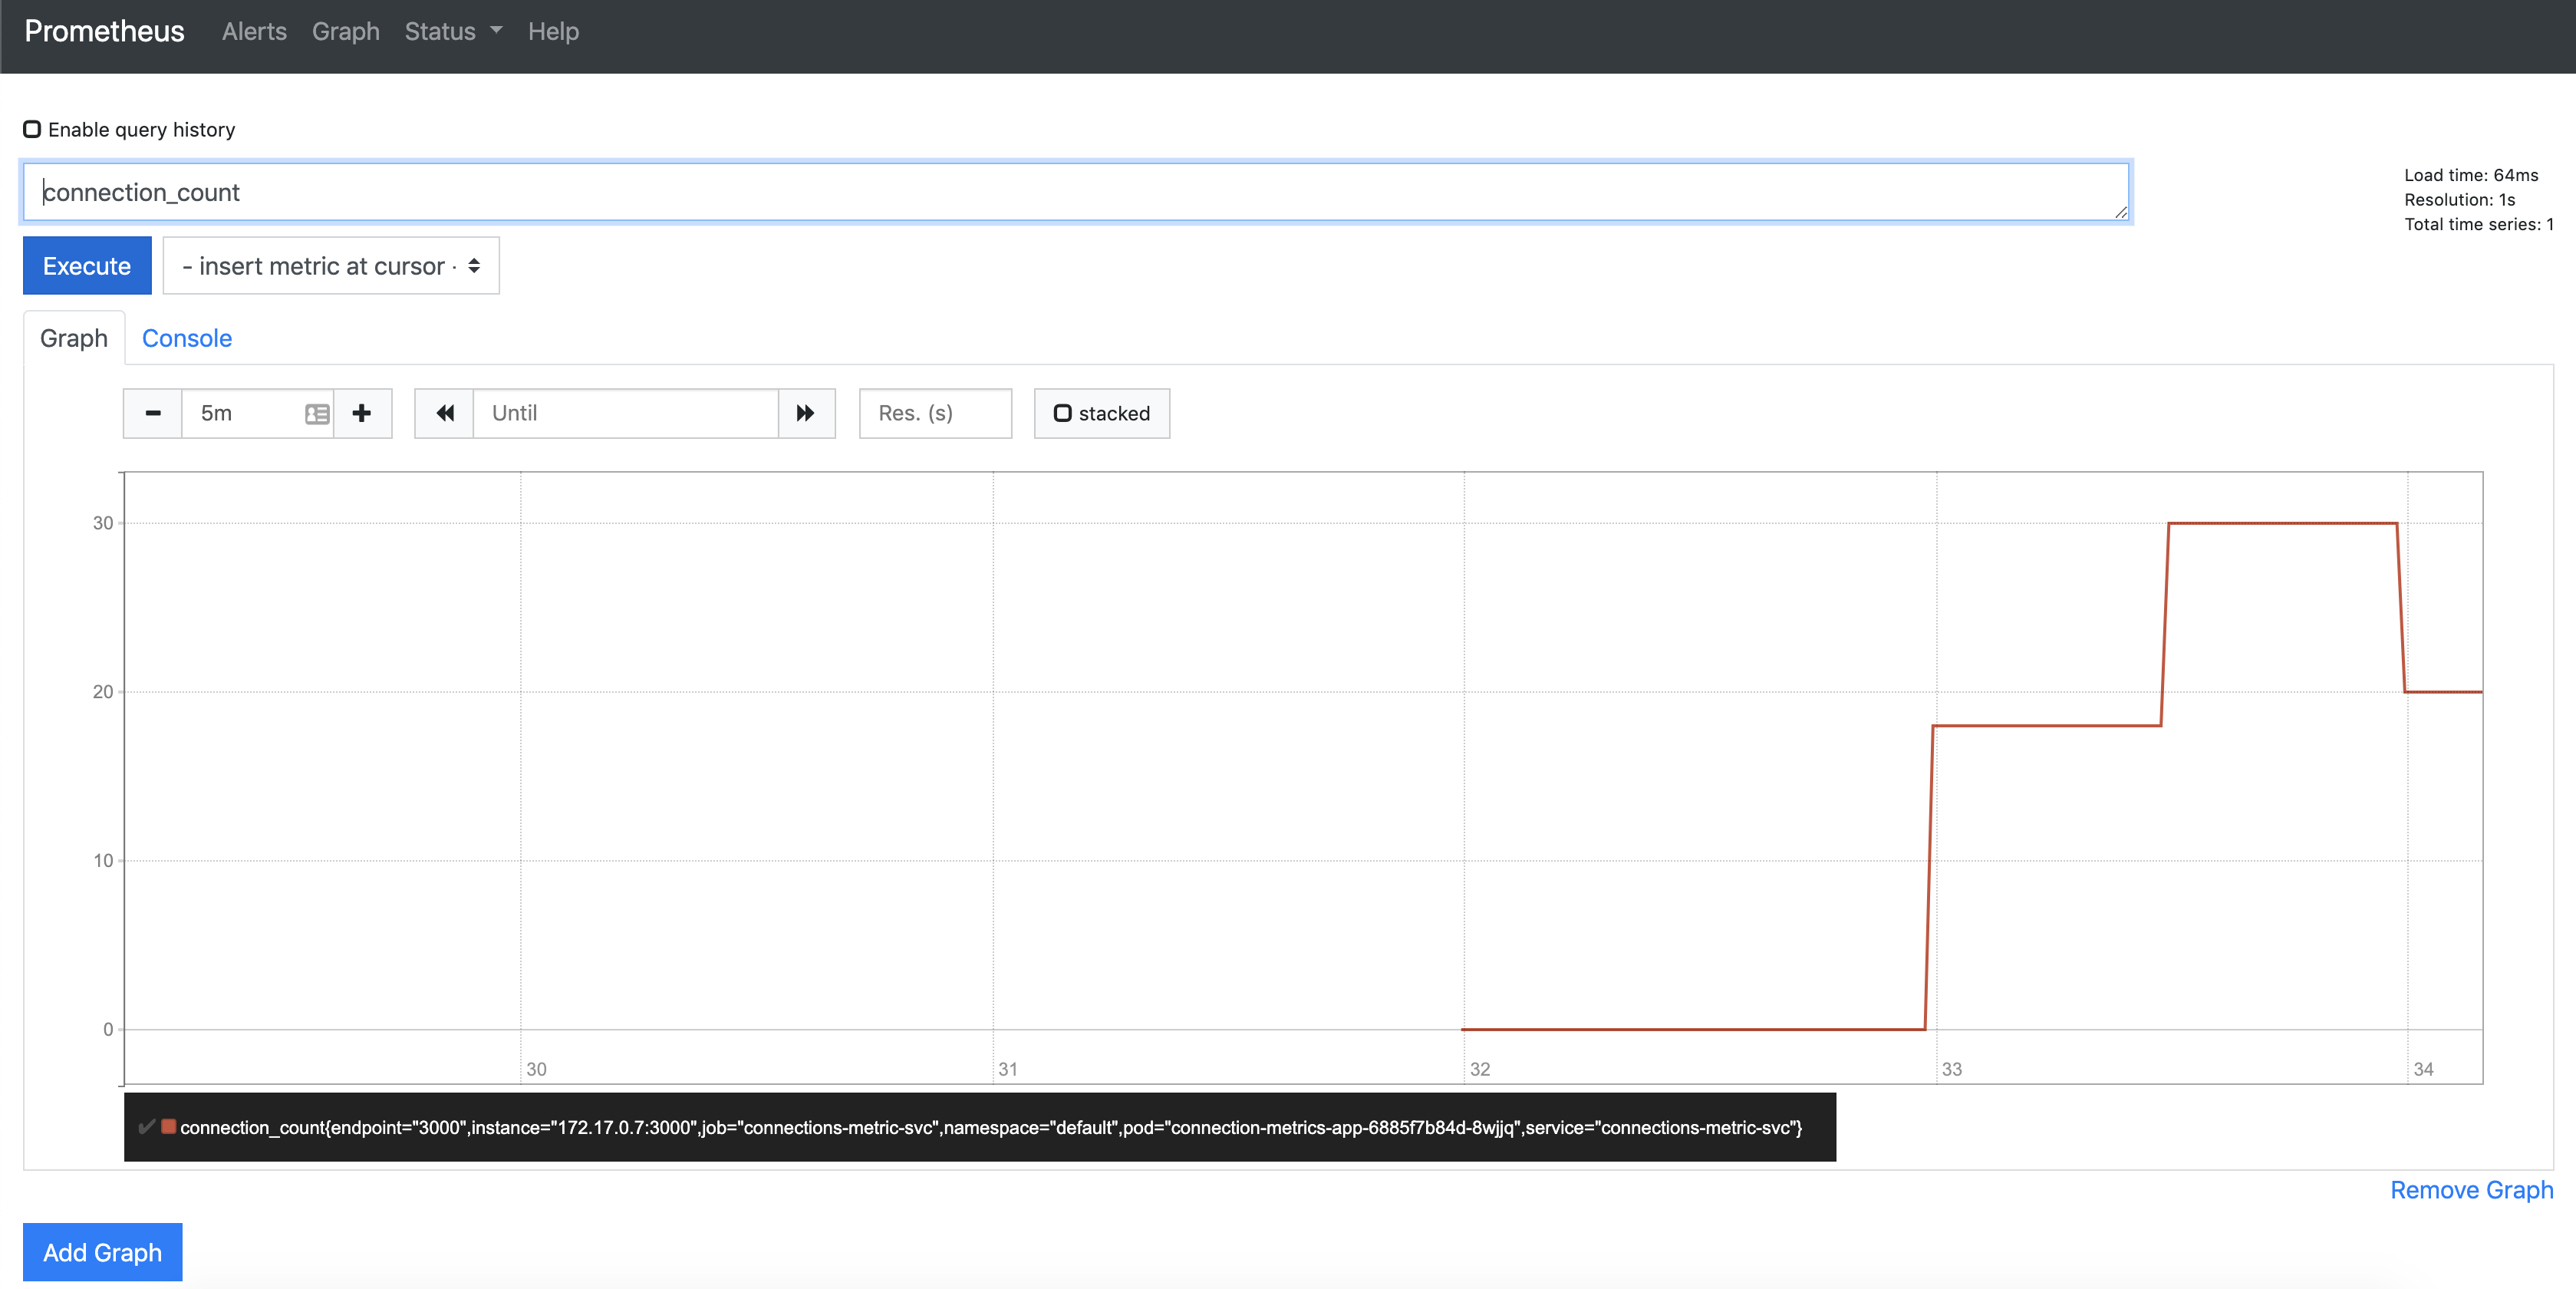 Prometheus Alerts Graph Status Help
Enable query history
connection_count
Load time: 64ms
Resolution: 1s
Total time series: 1
Execute - insert metric at cursor -
Graph Console
5m Until Res. (s) stacked
30
20
10
0
30 31 32 33 34
connection_count{endpoint="3000",instance="172.17.0.7:3000",job="connections-metric-svc",namespace="default",pod="connection-metrics-app-6885f7b84d-8wjjq",service="connections-metric-svc"}
Remove Graph
Add Graph